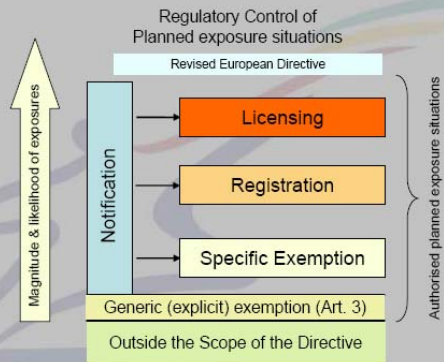 Regulatory Control of
Planned exposure situations
Revised European Directive
Magnitude & likelihood of exposures
Notification
Licensing
Registration
Specific Exemption
Authorised planned exposure situations
Generic (explicit) exemption (Art. 3)
Outside the Scope of the Directive